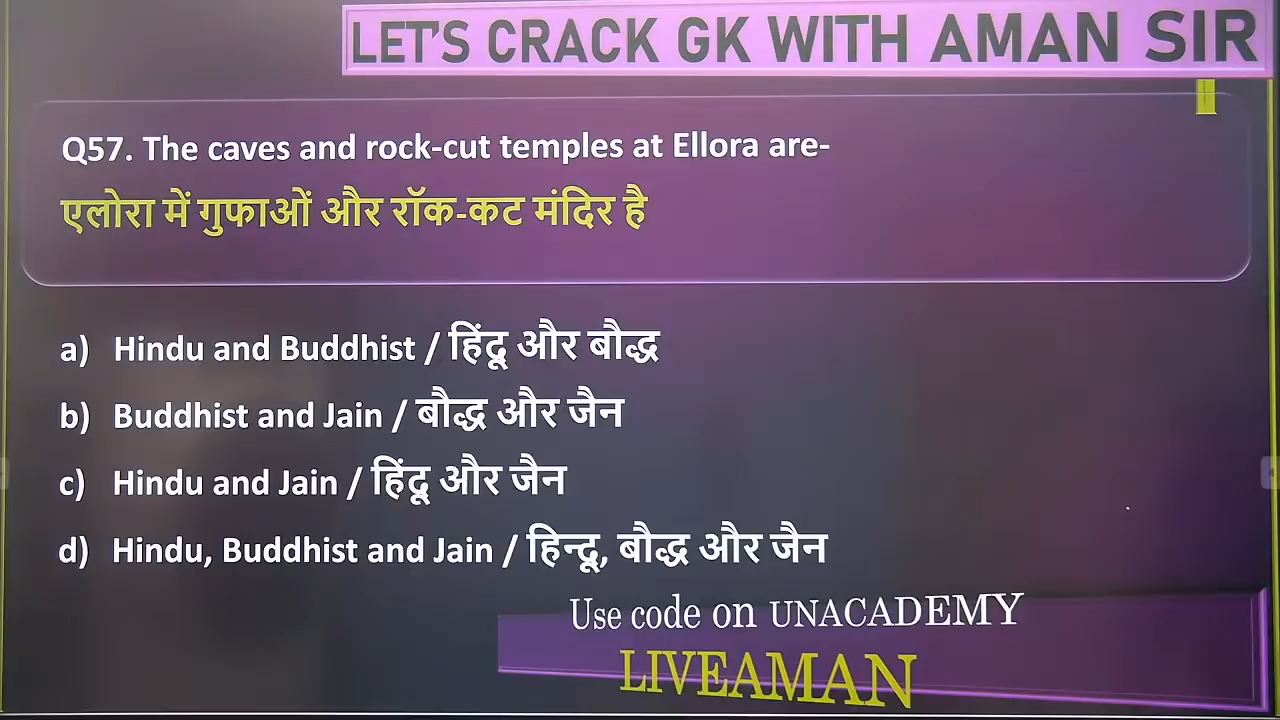 LET'S CRACK GK WITH AMAN SIR
Q57. The caves and rock-cut temples at Ellora are-
एलोरा में गुफाओं और रॉक-कट मंदिर है
a) Hindu and Buddhist / हिंदू और बौद्ध
b) Buddhist and Jain / बौद्ध और जैन
c) Hindu and Jain / हिंदू और जैन
d) Hindu, Buddhist and Jain / हिन्दू, बौद्ध और जैन
Use code on UNACADEMY
LIVEAMAN